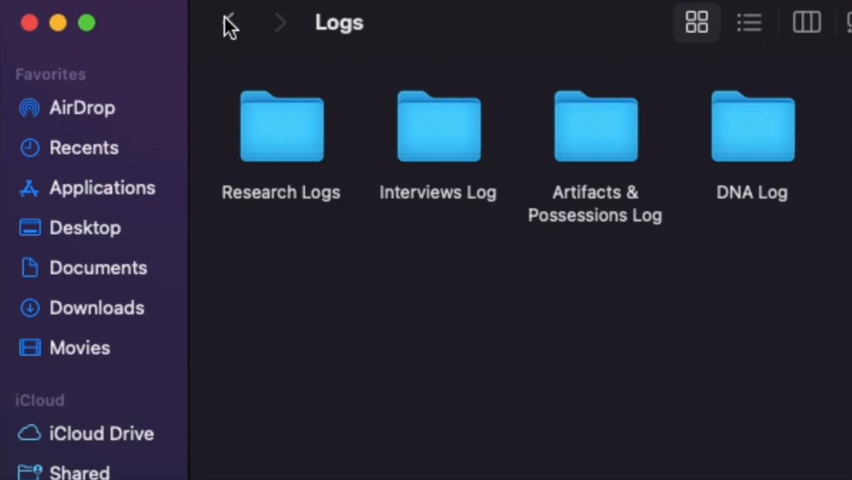 Logs
Favorites
AirDrop
Recents
Applications
Desktop
Documents
Downloads
Movies
iCloud
iCloud Drive
Shared
Research Logs
Interviews Log
Artifacts &
Possessions Log
DNA Log